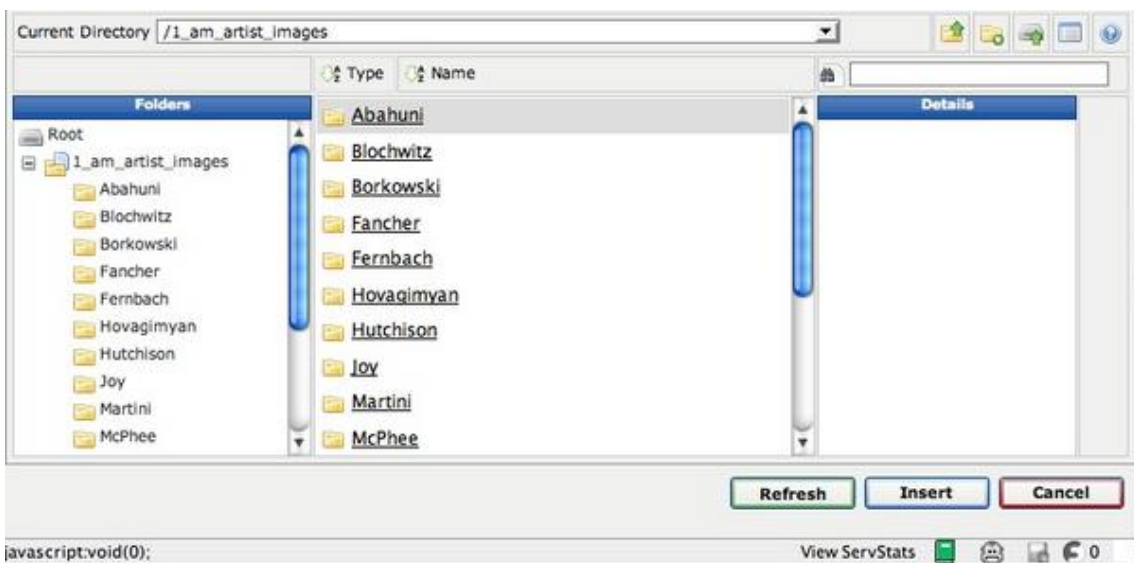 Current Directory /1_am_artist_images
Type Name
Folders
Root
1_am_artist_images
Abahuni
Blochwitz
Borkowski
Fancher
Fernbach
Hovagimyan
Hutchison
Joy
Martini
McPhee
Abahuni
Blochwitz
Borkowski
Fancher
Fernbach
Hovagimyan
Hutchison
Joy
Martini
McPhee
Details
Refresh Insert Cancel
javascript:void(0); View ServStats 0